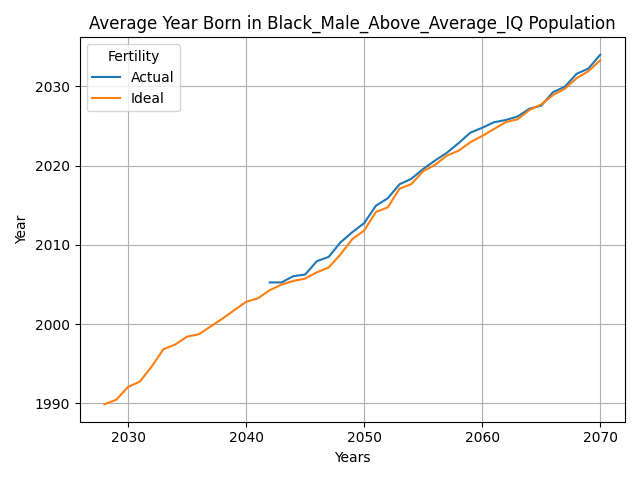 Average Year Born in Black_Male_Above_Average_IQ Population
Fertility
Actual
Ideal
Year
2030
2020
2010
2000
1990
2030 2040 2050 2060 2070
Years